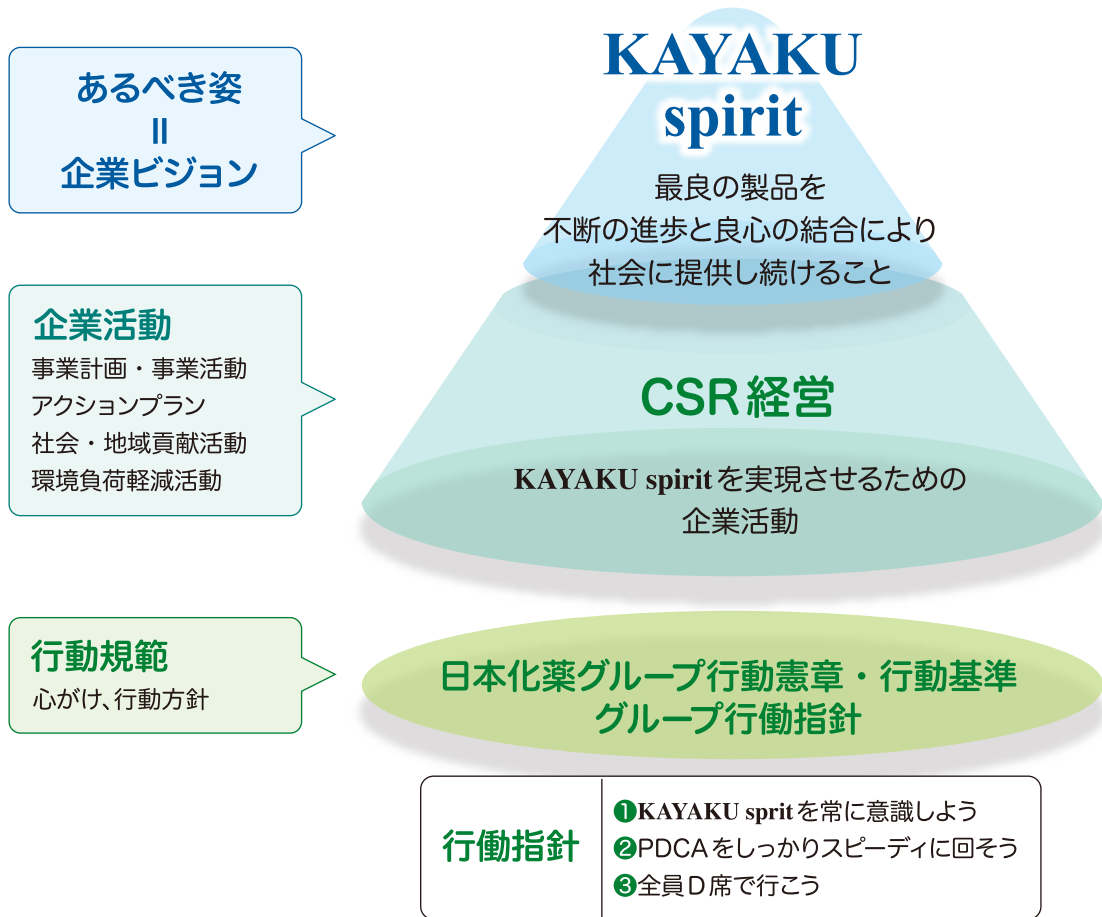 あるべき姿
=
企業ビジョン
KAYAKU
spirit
最良の製品を
不断の進歩と良心の結合により
社会に提供し続けること
企業活動
事業計画・事業活動
アクションプラン
社会・地域貢献活動
環境負荷軽減活動
CSR経営
KAYAKU spiritを実現させるための
企業活動
行動規範
心がけ、行動方針
日本化薬グループ行動憲章・行動基準
グループ行働指針
行働指針
❶KAYAKU spritを常に意識しよう
❷PDCAをしっかりスピーディに回そう
❸全員D席で行こう